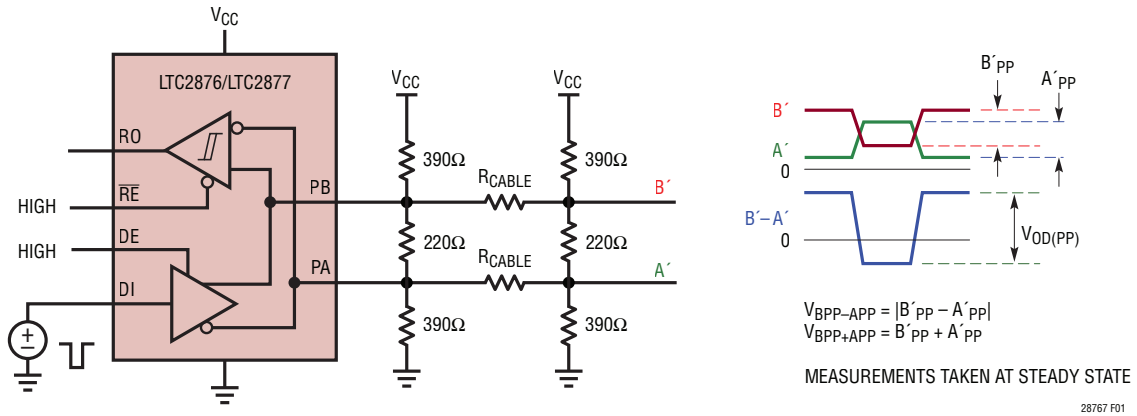 VCC
LTC2876/LTC2877
RO
RE
HIGH
DE
HIGH
DI
+
−
PB
PA
VCC
VCC
390Ω
390Ω
RCABLE
B´
220Ω
220Ω
RCABLE
A´
390Ω
390Ω
B´PP
A´PP
B´
A´
0
B´– A´
0
VOD(PP)
VBPP–APP = |B´PP – A´PP|
VBPP+APP = B´PP + A´PP
MEASUREMENTS TAKEN AT STEADY STATE
28767 F01